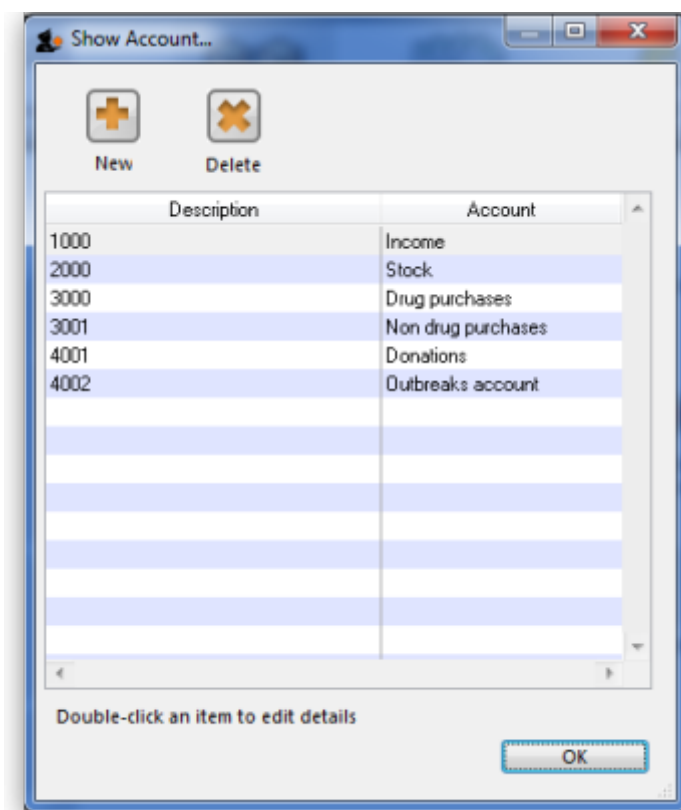 Show Account...
New Delete
Description Account
1000 Income
2000 Stock
3000 Drug purchases
3001 Non drug purchases
4001 Donations
4002 Outbreaks account
Double-click an item to edit details
OK